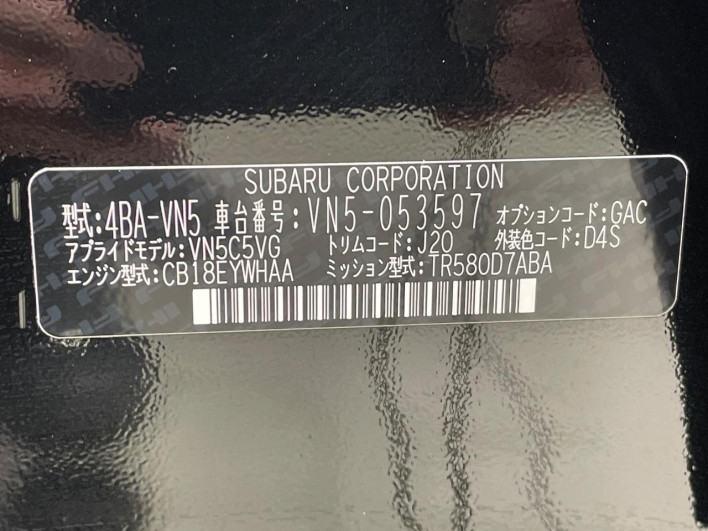 SUBARU CORPORATION
型式:4BA-VN5 車台番号:VN5-053597 オプションコード:GAC
アプライドモデル:VN5C5VG トリムコード:J20 外装色コード:D4S
エンジン型式:CB18EYWHAA ミッション型式:TR580D7ABA